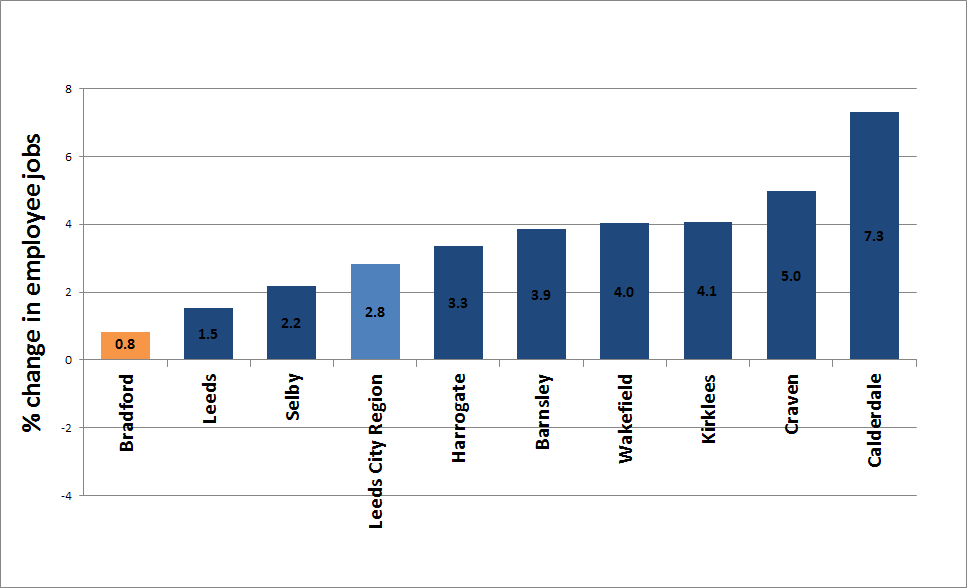 % change in employee jobs
8
6
4
2
0
-2
-4
0.8
1.5
2.2
2.8
3.3
3.9
4.0
4.1
5.0
7.3
Bradford
Leeds
Selby
Leeds City Region
Harrogate
Barnsley
Wakefield
Kirklees
Craven
Calderdale